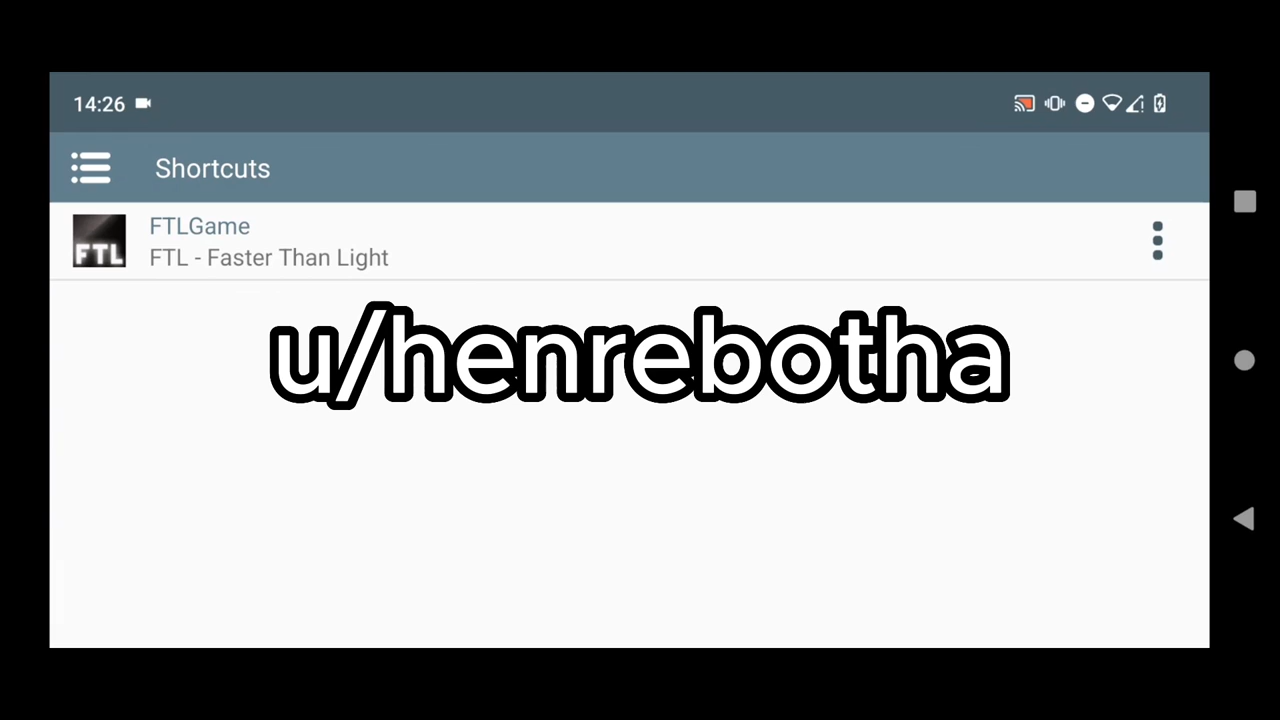 14:26
Shortcuts
FTL
FTLGame
FTL - Faster Than Light
u/henrebotha